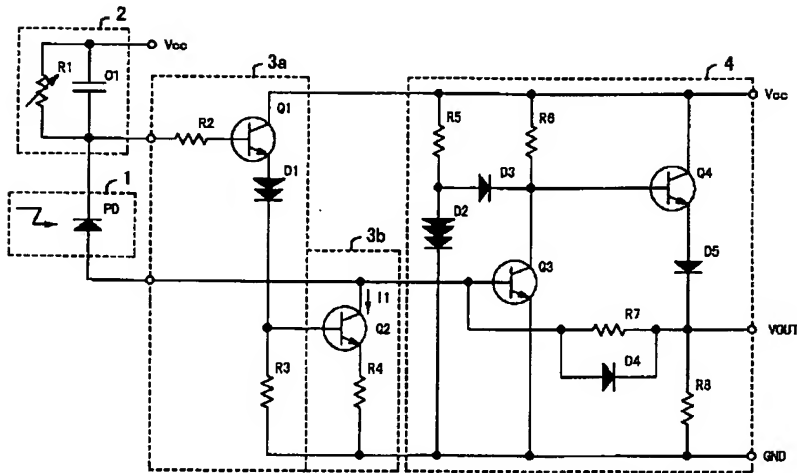 2
Vcc
R1
01
3a
4
Vcc
Q1
R2
R5
R6
D1
D3
Q4
1
PD
D2
3b
Q3
D5
I1
Q2
R7
VOUT
D4
R3
R4
R8
GND